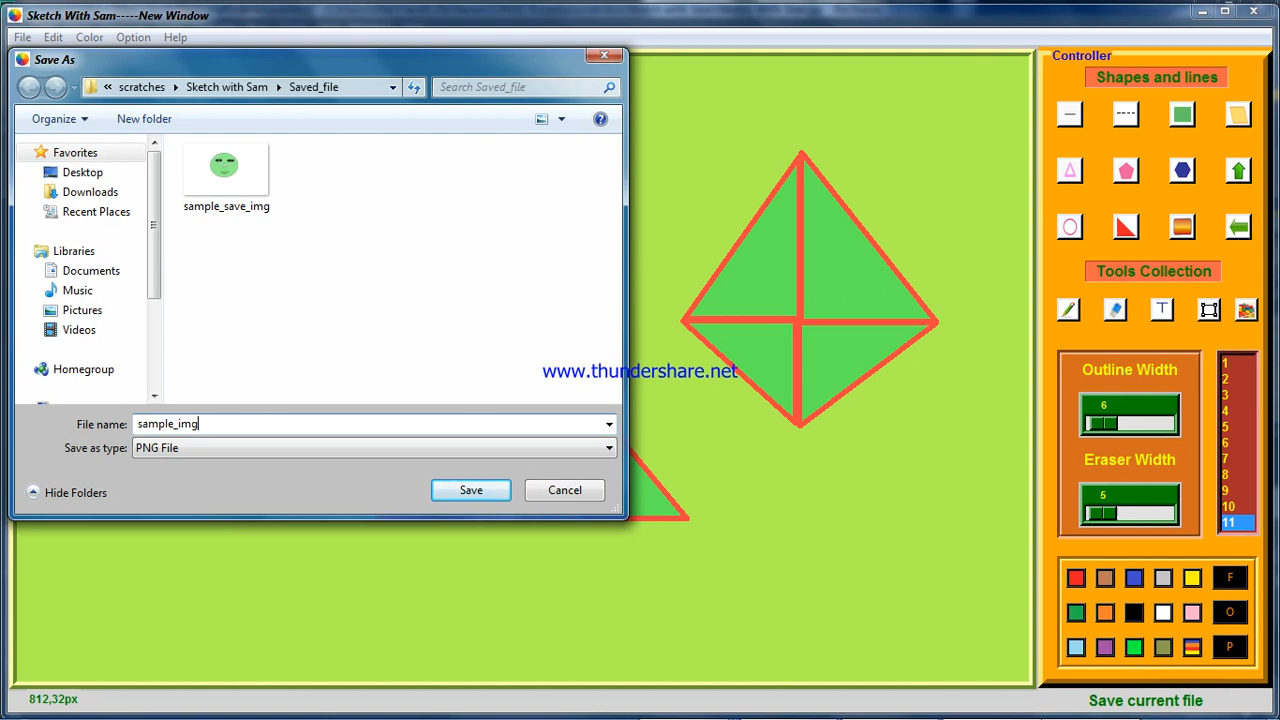 Sketch With Sam-----New Window
File Edit Color Option Help
Save As
« scratches Sketch with Sam Saved_file
Search Saved_file
Organize
New folder
Favorites
Desktop
Downloads
Recent Places
Libraries
Documents
Music
Pictures
Videos
Homegroup
sample_save_img
File name: sample_img
Save as type: PNG File
Hide Folders
Save
Cancel
www.thundershare.net
Controller
Shapes and lines
Tools Collection
T
Outline Width
6
Eraser Width
5
1
2
3
4
5
6
7
8
9
10
11
F
O
P
812,32px
Save current file